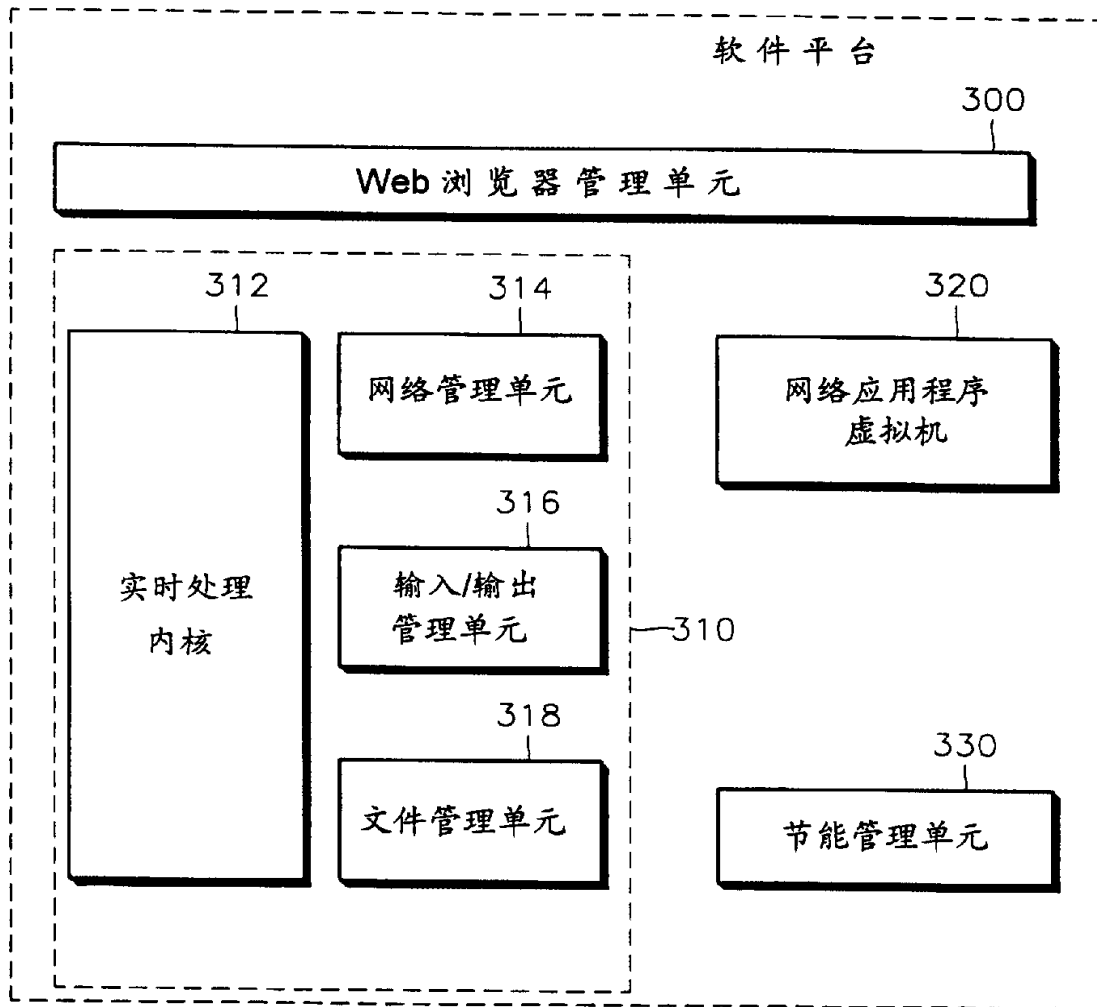 软件平台
300
Web 浏览器管理单元
312
314
320
网络管理单元
网络应用程序
虚拟机
316
实时处理
内核
输入/输出
管理单元
310
318
文件管理单元
330
节能管理单元